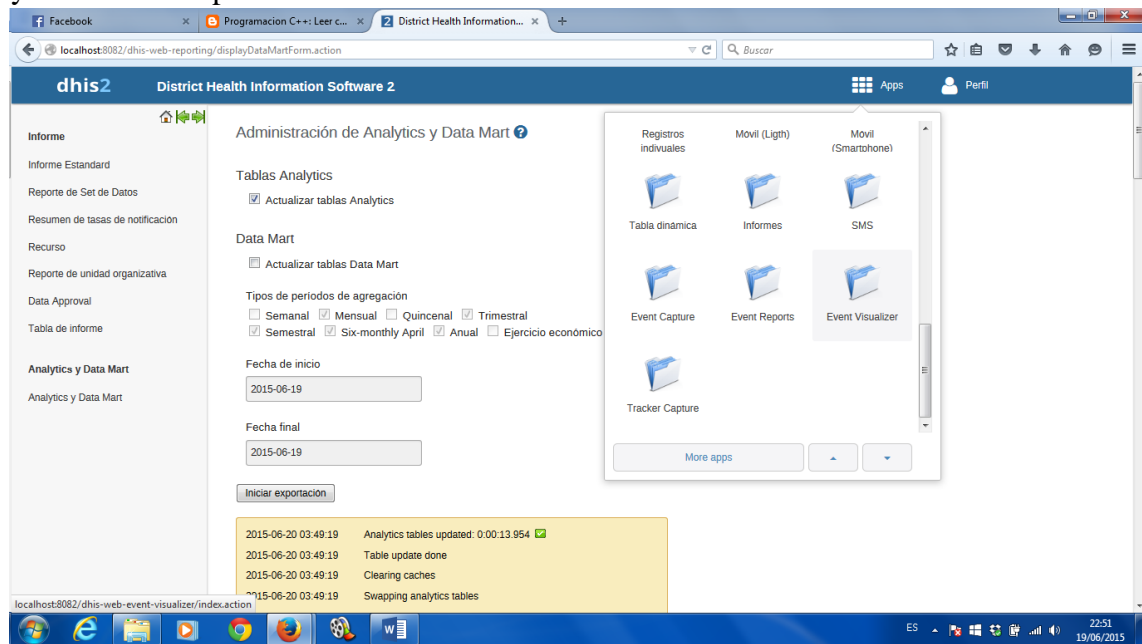 Facebook
Programacion C++: Leer c...
District Health Information...
localhost:8082/dhis-web-reporting/displayDataMartForm.action
Buscar
dhis2
District Health Information Software 2
Apps
Perfil
Informe
Informe Estandard
Reporte de Set de Datos
Resumen de tasas de notificación
Recurso
Reporte de unidad organizativa
Data Approval
Tabla de informe
Analytics y Data Mart
Analytics y Data Mart
Administración de Analytics y Data Mart
Tablas Analytics
Actualizar tablas Analytics
Data Mart
Actualizar tablas Data Mart
Tipos de períodos de agregación
Semanal Mensual Quincenal Trimestral
Semestral Six-monthly April Anual Ejercicio económico
Fecha de inicio
2015-06-19
Fecha final
2015-06-19
Iniciar exportación
2015-06-20 03:49:19 Analytics tables updated: 0:00:13.954
2015-06-20 03:49:19 Table update done
2015-06-20 03:49:19 Clearing caches
2015-06-20 03:49:19 Swapping analytics tables
Registros indivuales
Móvil (Ligth)
Móvil (Smartphone)
Tabla dinámica
Informes
SMS
Event Capture
Event Reports
Event Visualizer
Tracker Capture
More apps
localhost:8082/dhis-web-event-visualizer/index.action
ES
22:51
19/06/2015